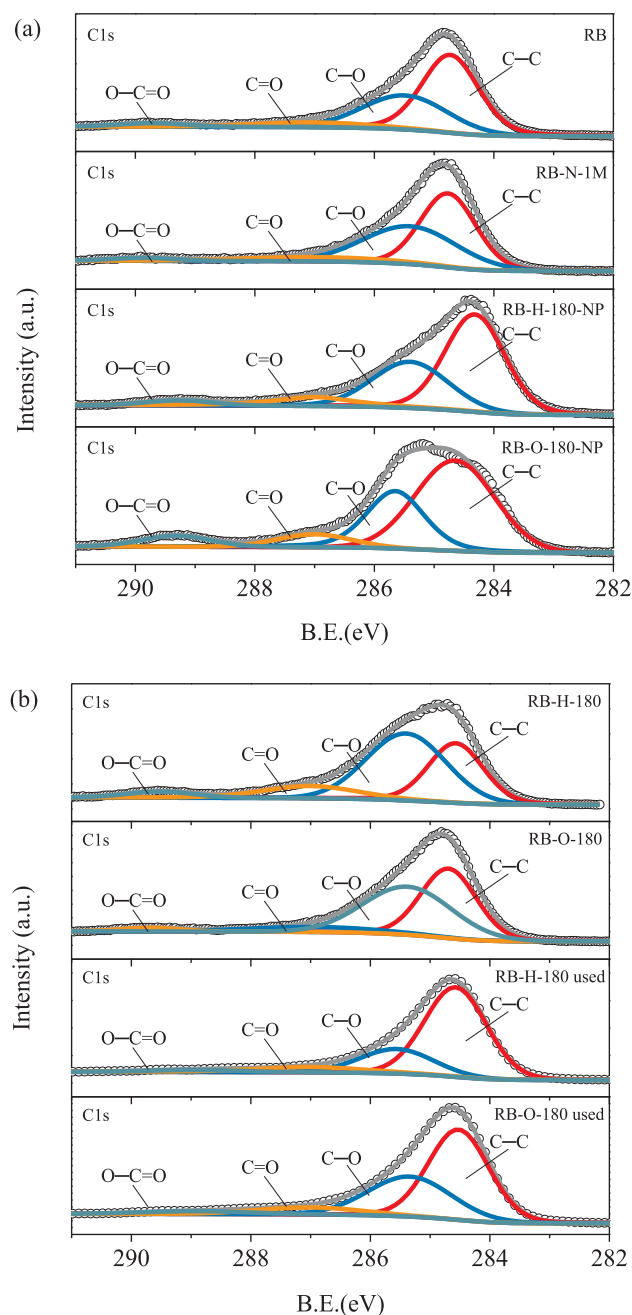 (a)
C1s
RB
O—C=O
C=O
C—O
C—C
C1s
RB-N-1M
O—C=O
C=O
C—O
C—C
C1s
RB-H-180-NP
O—C=O
C=O
C—O
C—C
C1s
RB-O-180-NP
O—C=O
C=O
C—O
C—C
Intensity (a.u.)
290 288 286 284 282
B.E.(eV)
(b)
C1s
RB-H-180
O—C=O
C=O
C—O
C—C
C1s
RB-O-180
O—C=O
C=O
C—O
C—C
C1s
RB-H-180 used
O—C=O
C=O
C—O
C—C
C1s
RB-O-180 used
O—C=O
C=O
C—O
C—C
Intensity (a.u.)
290 288 286 284 282
B.E.(eV)